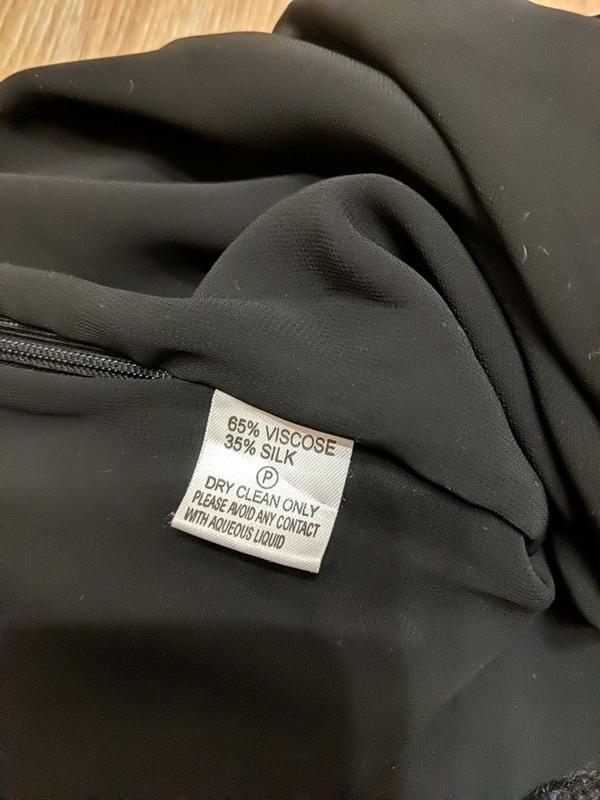 65% VISCOSE
35% SILK
P
DRY CLEAN ONLY
PLEASE AVOID ANY CONTACT
WITH AQUEOUS LIQUID